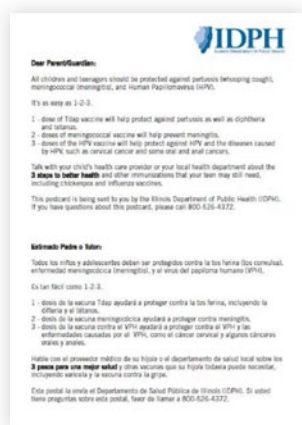 IDPH
ILLINOIS DEPARTMENT OF PUBLIC HEALTH
Dear Parent/Guardian:
All children and teenagers should be protected against pertussis (whooping cough),
meningococcal (meningitis), and Human Papillomavirus (HPV).
It's as easy as 1-2-3.
1 - dose of Tdap vaccine will help protect against pertussis as well as diphtheria
and tetanus.
2 - doses of meningococcal vaccine will help prevent meningitis.
3 - doses of the HPV vaccine will help protect against HPV and the diseases caused
by HPV, such as cervical cancer and some oral and anal cancers.
Talk with your child's health care provider or your local health department about the
3 steps to better health and other immunizations that your teen may still need,
including chickenpox and influenza vaccines.
This postcard is being sent to you by the Illinois Department of Public Health (IDPH).
If you have questions about this postcard, please call 800-526-4372.
Estimado Padre o Tutor:
Todos los niños y adolescentes deben ser protegidos contra la tos ferina (tos convulsa),
enfermedad meningocócica (meningitis), y el virus del papiloma humano (VPH).
Es tan fácil como 1-2-3.
1 - dosis de la vacuna Tdap ayudará a proteger contra la tos ferina, incluyendo la
difteria y el tétanos.
2 - dosis de la vacuna meningocócica ayudará a proteger contra meningitis.
3 - dosis de la vacuna contra el VPH ayudará a proteger contra el VPH y las
enfermedades causadas por el VPH, como el cáncer cervical y algunos cánceres
orales y anales.
Hable con el proveedor médico de su hijo/a o el departamento de salud local sobre los
3 pasos para una mejor salud y otras vacunas que su hijo/a todavía puede necesitar,
incluyendo varicela y la vacuna contra la gripe.
Esta postal la envía el Departamento de Salud Pública de Illinois (IDPH). Si usted
tiene preguntas sobre esta postal, favor de llamar a 800-526-4372.